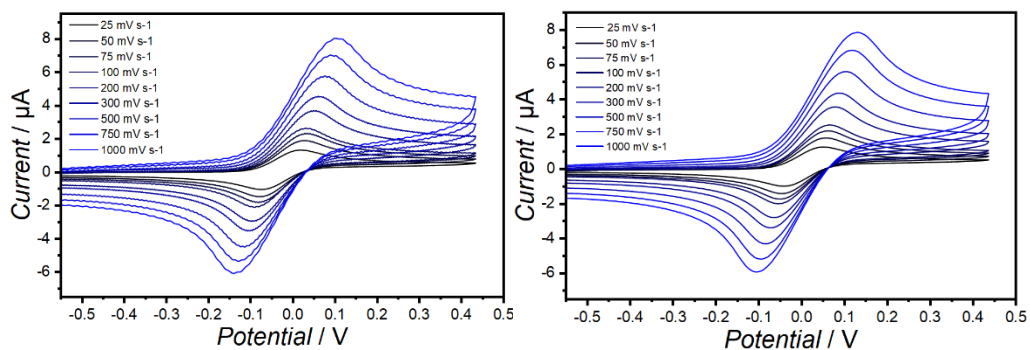 Current / μA
8
6
4
2
0
-2
-4
-6
25 mV s-1
50 mV s-1
75 mV s-1
100 mV s-1
200 mV s-1
300 mV s-1
500 mV s-1
750 mV s-1
1000 mV s-1
-0.5 -0.4 -0.3 -0.2 -0.1 0.0 0.1 0.2 0.3 0.4 0.5
Potential / V
Current / μA
8
6
4
2
0
-2
-4
-6
25 mV s-1
50 mV s-1
75 mV s-1
100 mV s-1
200 mV s-1
300 mV s-1
500 mV s-1
750 mV s-1
1000 mV s-1
-0.5 -0.4 -0.3 -0.2 -0.1 0.0 0.1 0.2 0.3 0.4 0.5
Potential / V